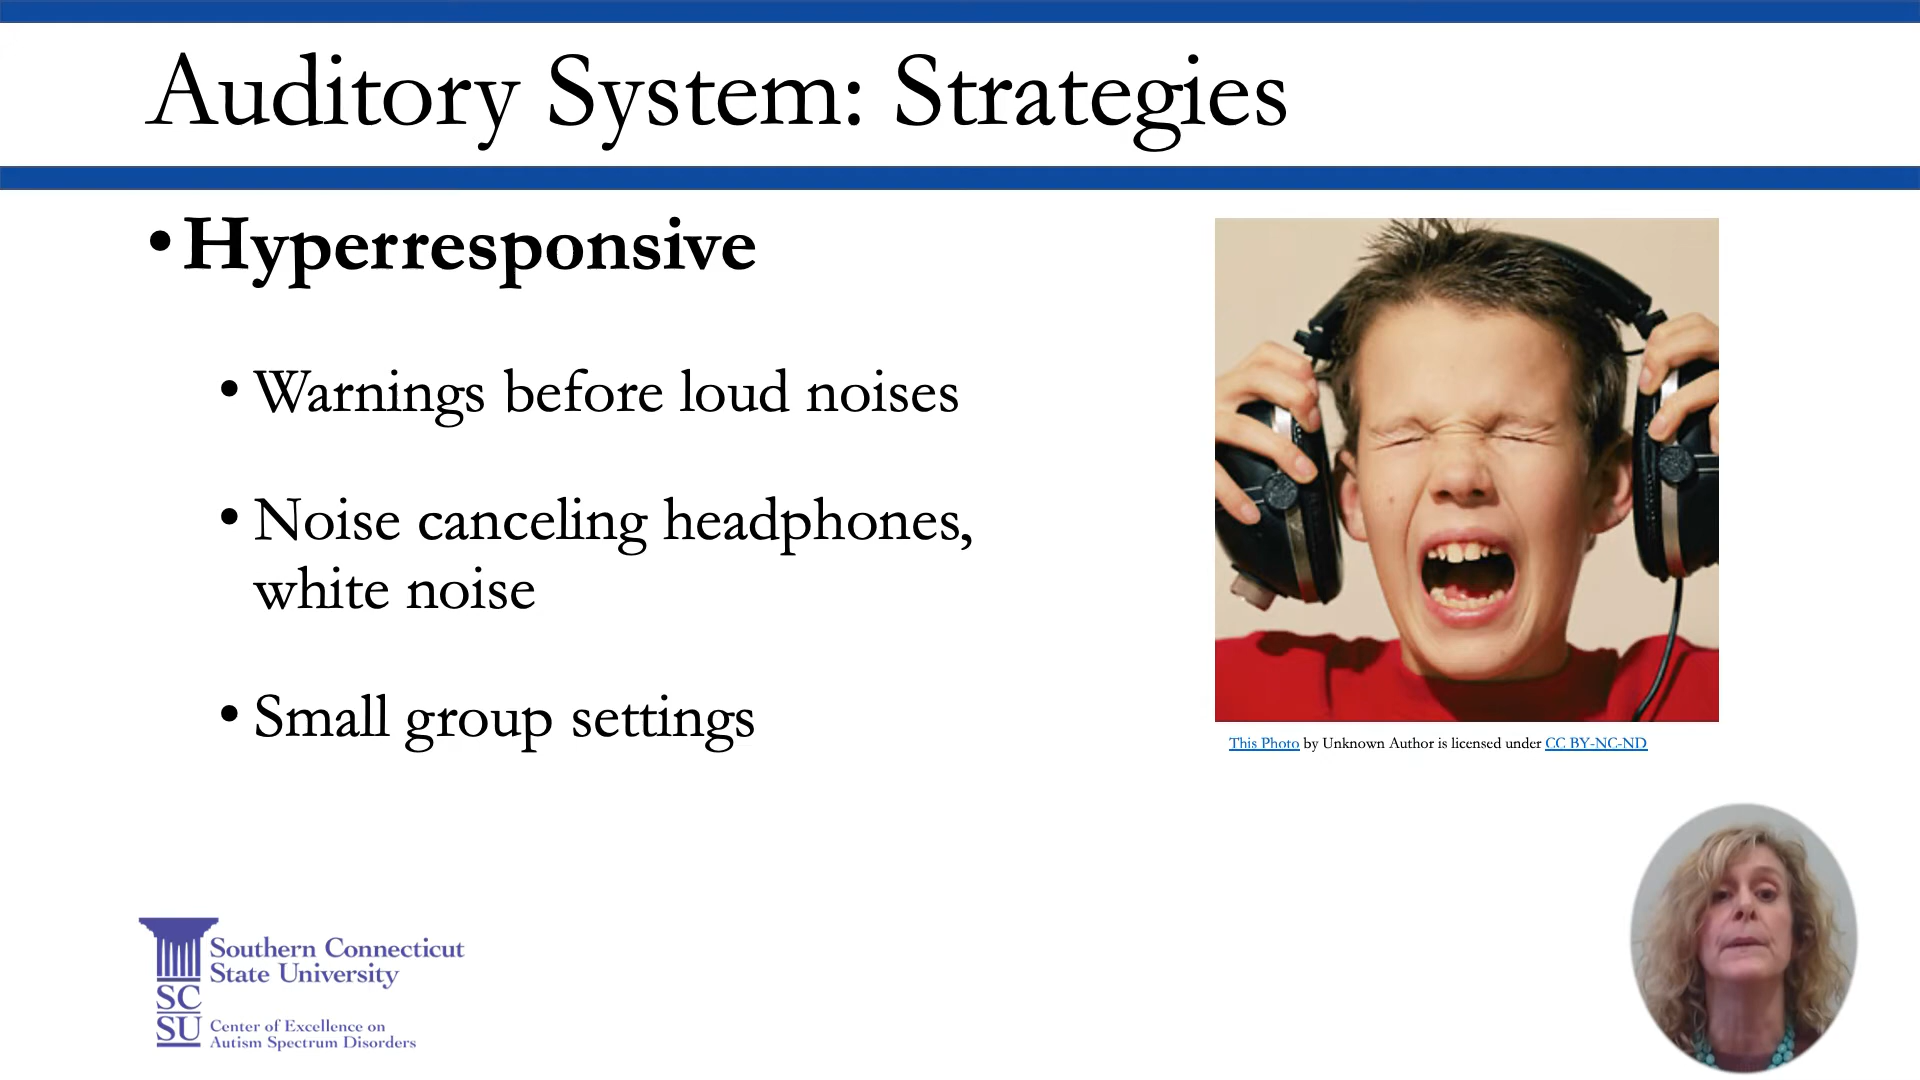 Auditory System: Strategies
•Hyperresponsive
• Warnings before loud noises
• Noise canceling headphones,
white noise
• Small group settings
This Photo by Unknown Author is licensed under CC BY-NC-ND
Southern Connecticut
State University
SC
SU
Center of Excellence on
Autism Spectrum Disorders